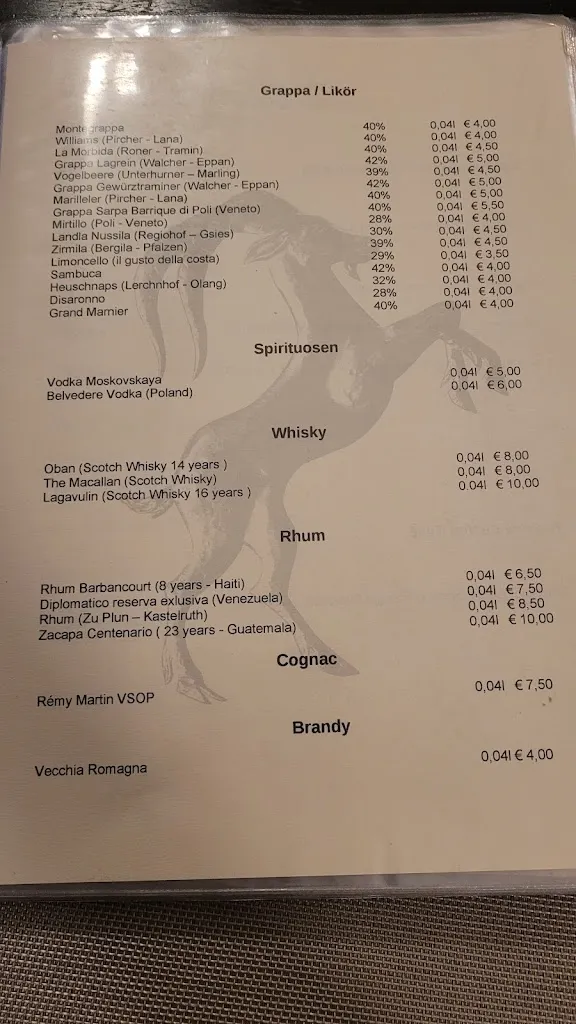 Grappa / Likör
Montegrappa 40% 0,04l € 4,00
Williams (Pircher - Lana) 40% 0,04l € 4,00
La Morbida (Roner - Tramin) 40% 0,04l € 4,50
Grappa Lagrein (Walcher - Eppan) 42% 0,04l € 5,00
Vogelbeere (Unterhurner – Marling) 39% 0,04l € 4,50
Grappa Gewürztraminer (Walcher - Eppan) 42% 0,04l € 5,00
Marilleler (Pircher - Lana) 40% 0,04l € 5,00
Grappa Sarpa Barrique di Poli (Veneto) 40% 0,04l € 5,50
Mirtillo (Poli - Veneto) 28% 0,04l € 4,00
Landla Nussila (Regiohof – Gsies) 30% 0,04l € 4,50
Zirmila (Bergila - Pfalzen) 39% 0,04l € 4,50
Limoncello (il gusto della costa) 29% 0,04l € 3,50
Sambuca 42% 0,04l € 4,00
Heuschnaps (Lerchnhof - Olang) 32% 0,04l € 4,00
Disaronno 28% 0,04l € 4,00
Grand Marnier 40% 0,04l € 4,00
Spirituosen
Vodka Moskovskaya 0,04l € 5,00
Belvedere Vodka (Poland) 0,04l € 6,00
Whisky
Oban (Scotch Whisky 14 years ) 0,04l € 8,00
The Macallan (Scotch Whisky) 0,04l € 8,00
Lagavulin (Scotch Whisky 16 years ) 0.04l € 10,00
Rhum
Rhum Barbancourt (8 years - Haiti) 0,04l € 6,50
Diplomatico reserva exlusiva (Venezuela) 0,04l € 7,50
Rhum (Zu Plun – Kastelruth) 0,04l € 8,50
Zacapa Centenario ( 23 years - Guatemala) 0,04l € 10,00
Cognac
Rémy Martin VSOP 0,04l € 7,50
Brandy
Vecchia Romagna 0,04l € 4,00